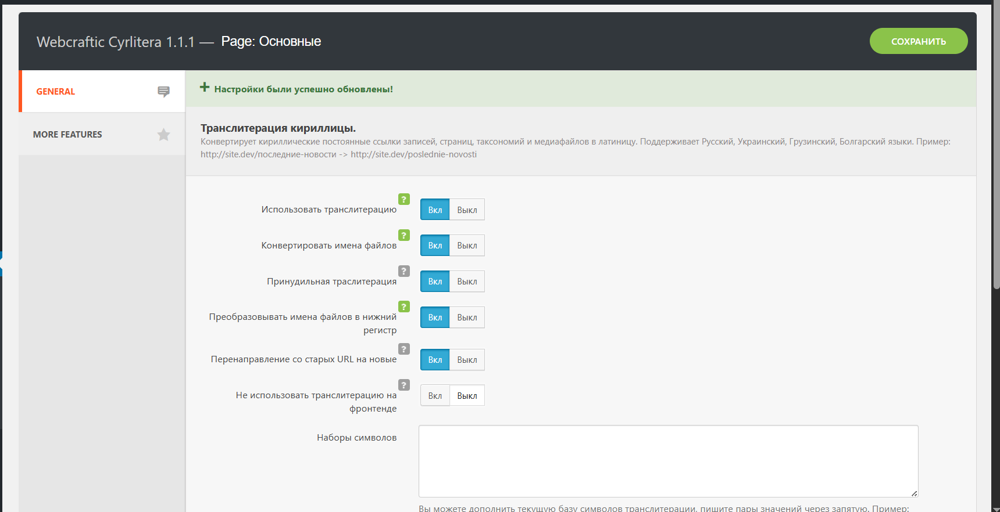 Webcraftic Cyrlitera 1.1.1 — Page: Основные
СОХРАНИТЬ
GENERAL
MORE FEATURES
+ Настройки были успешно обновлены!
Транслитерация кириллицы.
Конвертирует кириллические постоянные ссылки записей, страниц, таксономий и медиафайлов в латиницу. Поддерживает Русский, Украинский, Грузинский, Болгарский языки. Пример:
http://site.dev/последние-новости -> http://site.dev/poslednie-novosti
Использовать транслитерацию ? Вкл Выкл
Конвертировать имена файлов ? Вкл Выкл
Принудильная траслитерация ? Вкл Выкл
Преобразовывать имена файлов в нижний ? Вкл Выкл
регистр
Перенаправление со старых URL на новые ? Вкл Выкл
Не использовать транслитерацию на ? Вкл Выкл
фронтенде
Наборы символов
Вы можете дополнить текущую базу символов транслитерации, пишите пары значений через запятую. Пример: